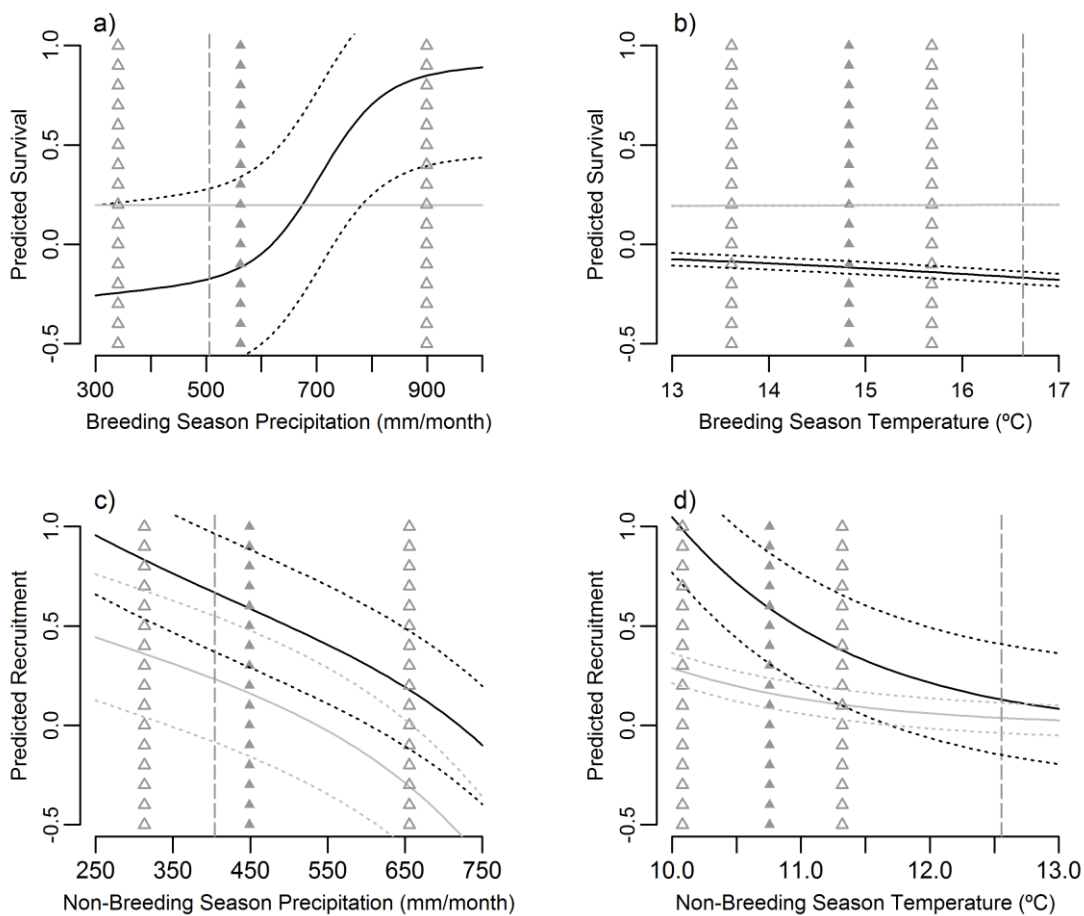 a)
Predicted Survival
1.0
0.5
0.0
-0.5
300 500 700 900
Breeding Season Precipitation (mm/month)
b)
Predicted Survival
1.0
0.5
0.0
-0.5
13 14 15 16 17
Breeding Season Temperature (ºC)
c)
Predicted Recruitment
1.0
0.5
0.0
-0.5
250 350 450 550 650 750
Non-Breeding Season Precipitation (mm/month)
d)
Predicted Recruitment
1.0
0.5
0.0
-0.5
10.0 11.0 12.0 13.0
Non-Breeding Season Temperature (ºC)